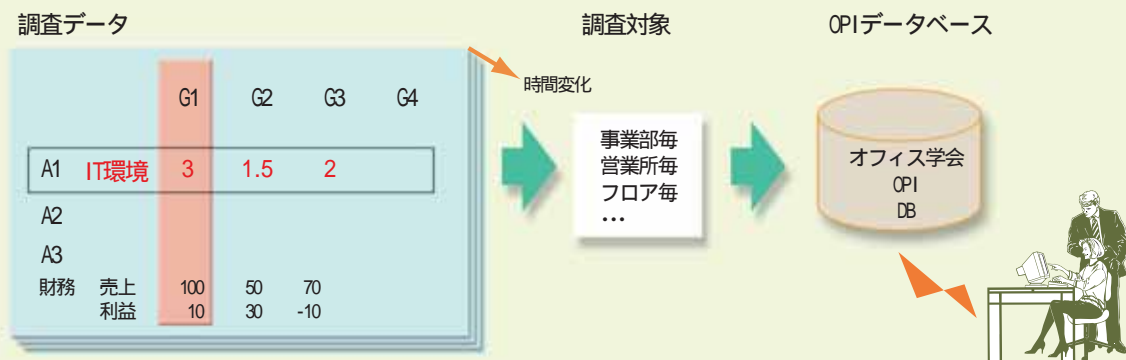 調査データ
調査対象
OPIデータベース
時間変化
G1 G2 G3 G4
A1 IT環境 3 1.5 2
A2
A3
財務 売上 100 50 70
利益 10 30 -10
事業部毎
営業所毎
フロア毎
…
オフィス学会
OPI
DB